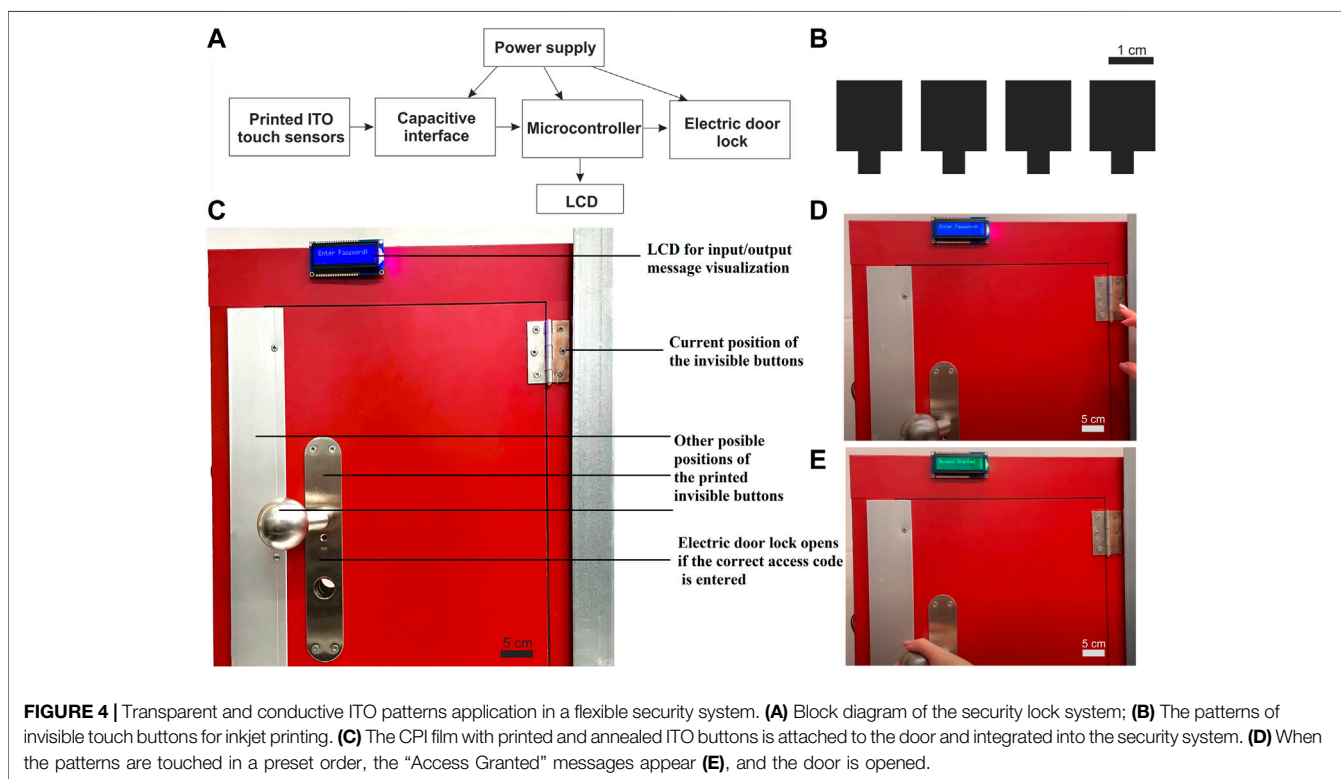 A
Power supply
Printed ITO
touch sensors
Capacitive
interface
Microcontroller
Electric door
lock
LCD
B
1 cm
C
Enter Password:
LCD for input/output
message visualization
Current position of
the invisible buttons
Other posible
positions of
the printed
invisible buttons
Electric door lock opens
if the correct access code
is entered
5 cm
D
Enter Password:
5 cm
E
Access Granted
5 cm
FIGURE 4 | Transparent and conductive ITO patterns application in a flexible security system. (A) Block diagram of the security lock system; (B) The patterns of
invisible touch buttons for inkjet printing. (C) The CPI film with printed and annealed ITO buttons is attached to the door and integrated into the security system. (D) When
the patterns are touched in a preset order, the “Access Granted” messages appear (E), and the door is opened.